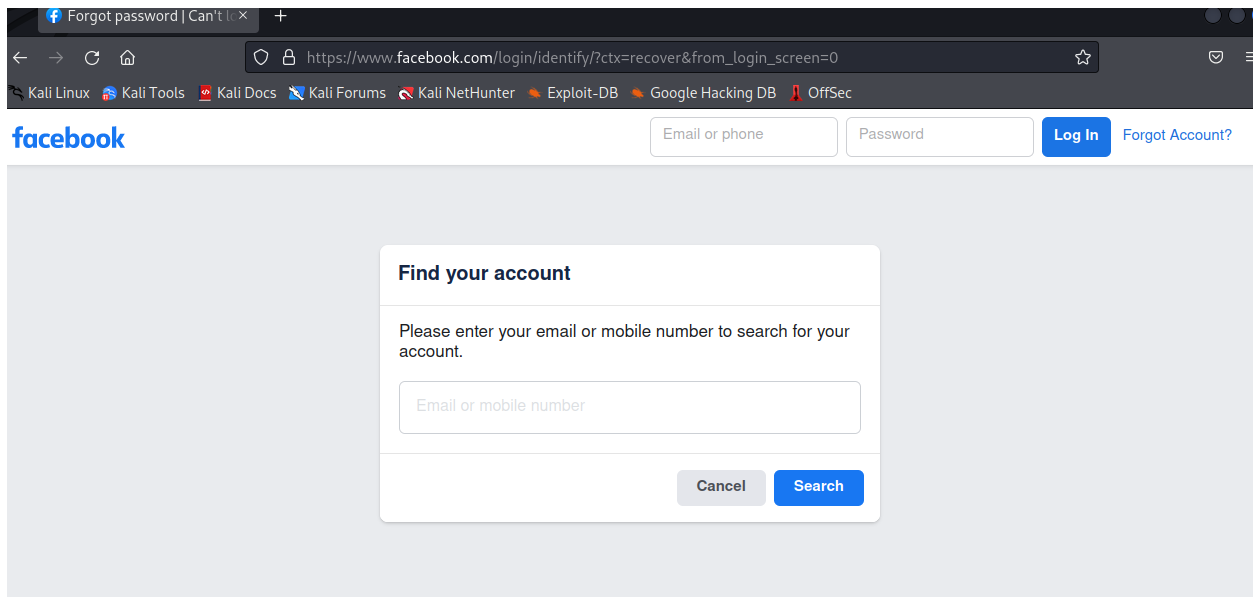 Forgot password | Can't lo
https://www.facebook.com/login/identify/?ctx=recover&from_login_screen=0
Kali Linux Kali Tools Kali Docs Kali Forums Kali NetHunter Exploit-DB Google Hacking DB OffSec
facebook Email or phone Password Log In Forgot Account?
Find your account
Please enter your email or mobile number to search for your
account.
Email or mobile number
Cancel Search